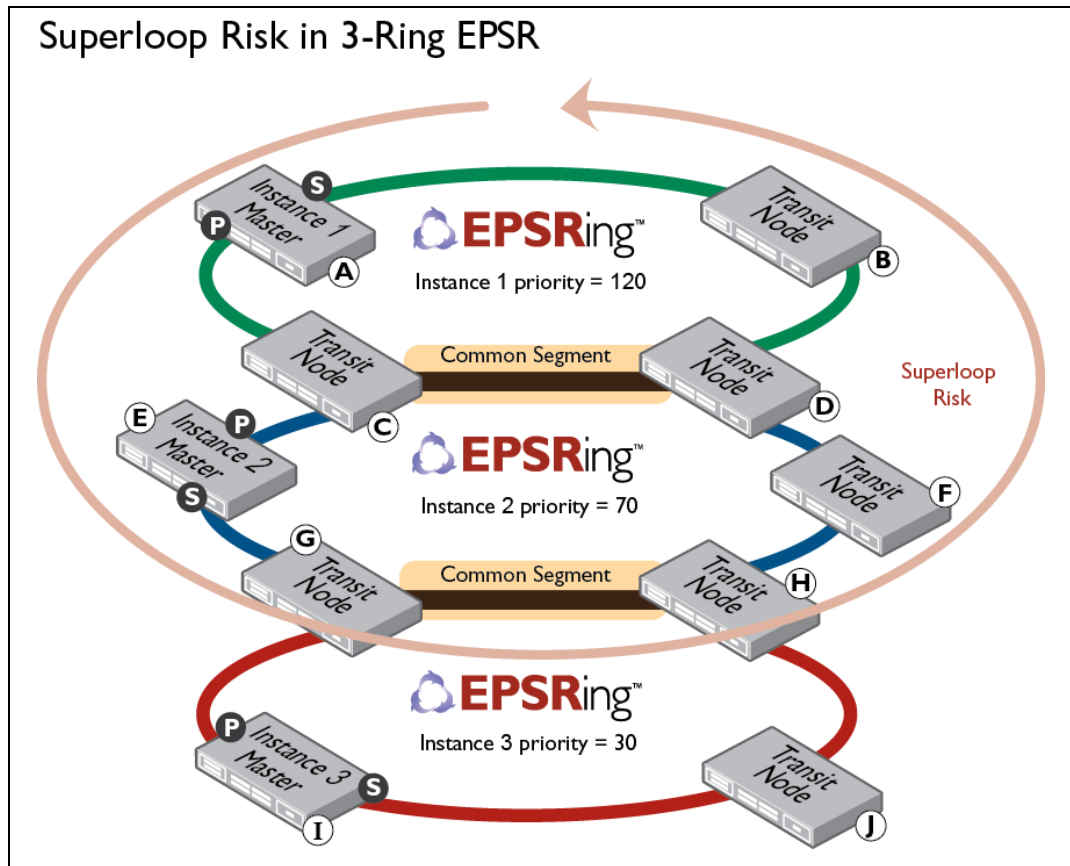 Superloop Risk in 3-Ring EPSR
S
Instance 1
Master
P
A
EPSRing™
Instance 1 priority = 120
Transit
Node
B
Transit
Node
C
Common Segment
Transit
Node
D
Superloop
Risk
E
P
Instance 2
Master
S
EPSRing™
Instance 2 priority = 70
Transit
Node
F
G
Transit
Node
Common Segment
Transit
Node
H
EPSRing™
Instance 3 priority = 30
P
Instance 3
Master
S
I
Transit
Node
J